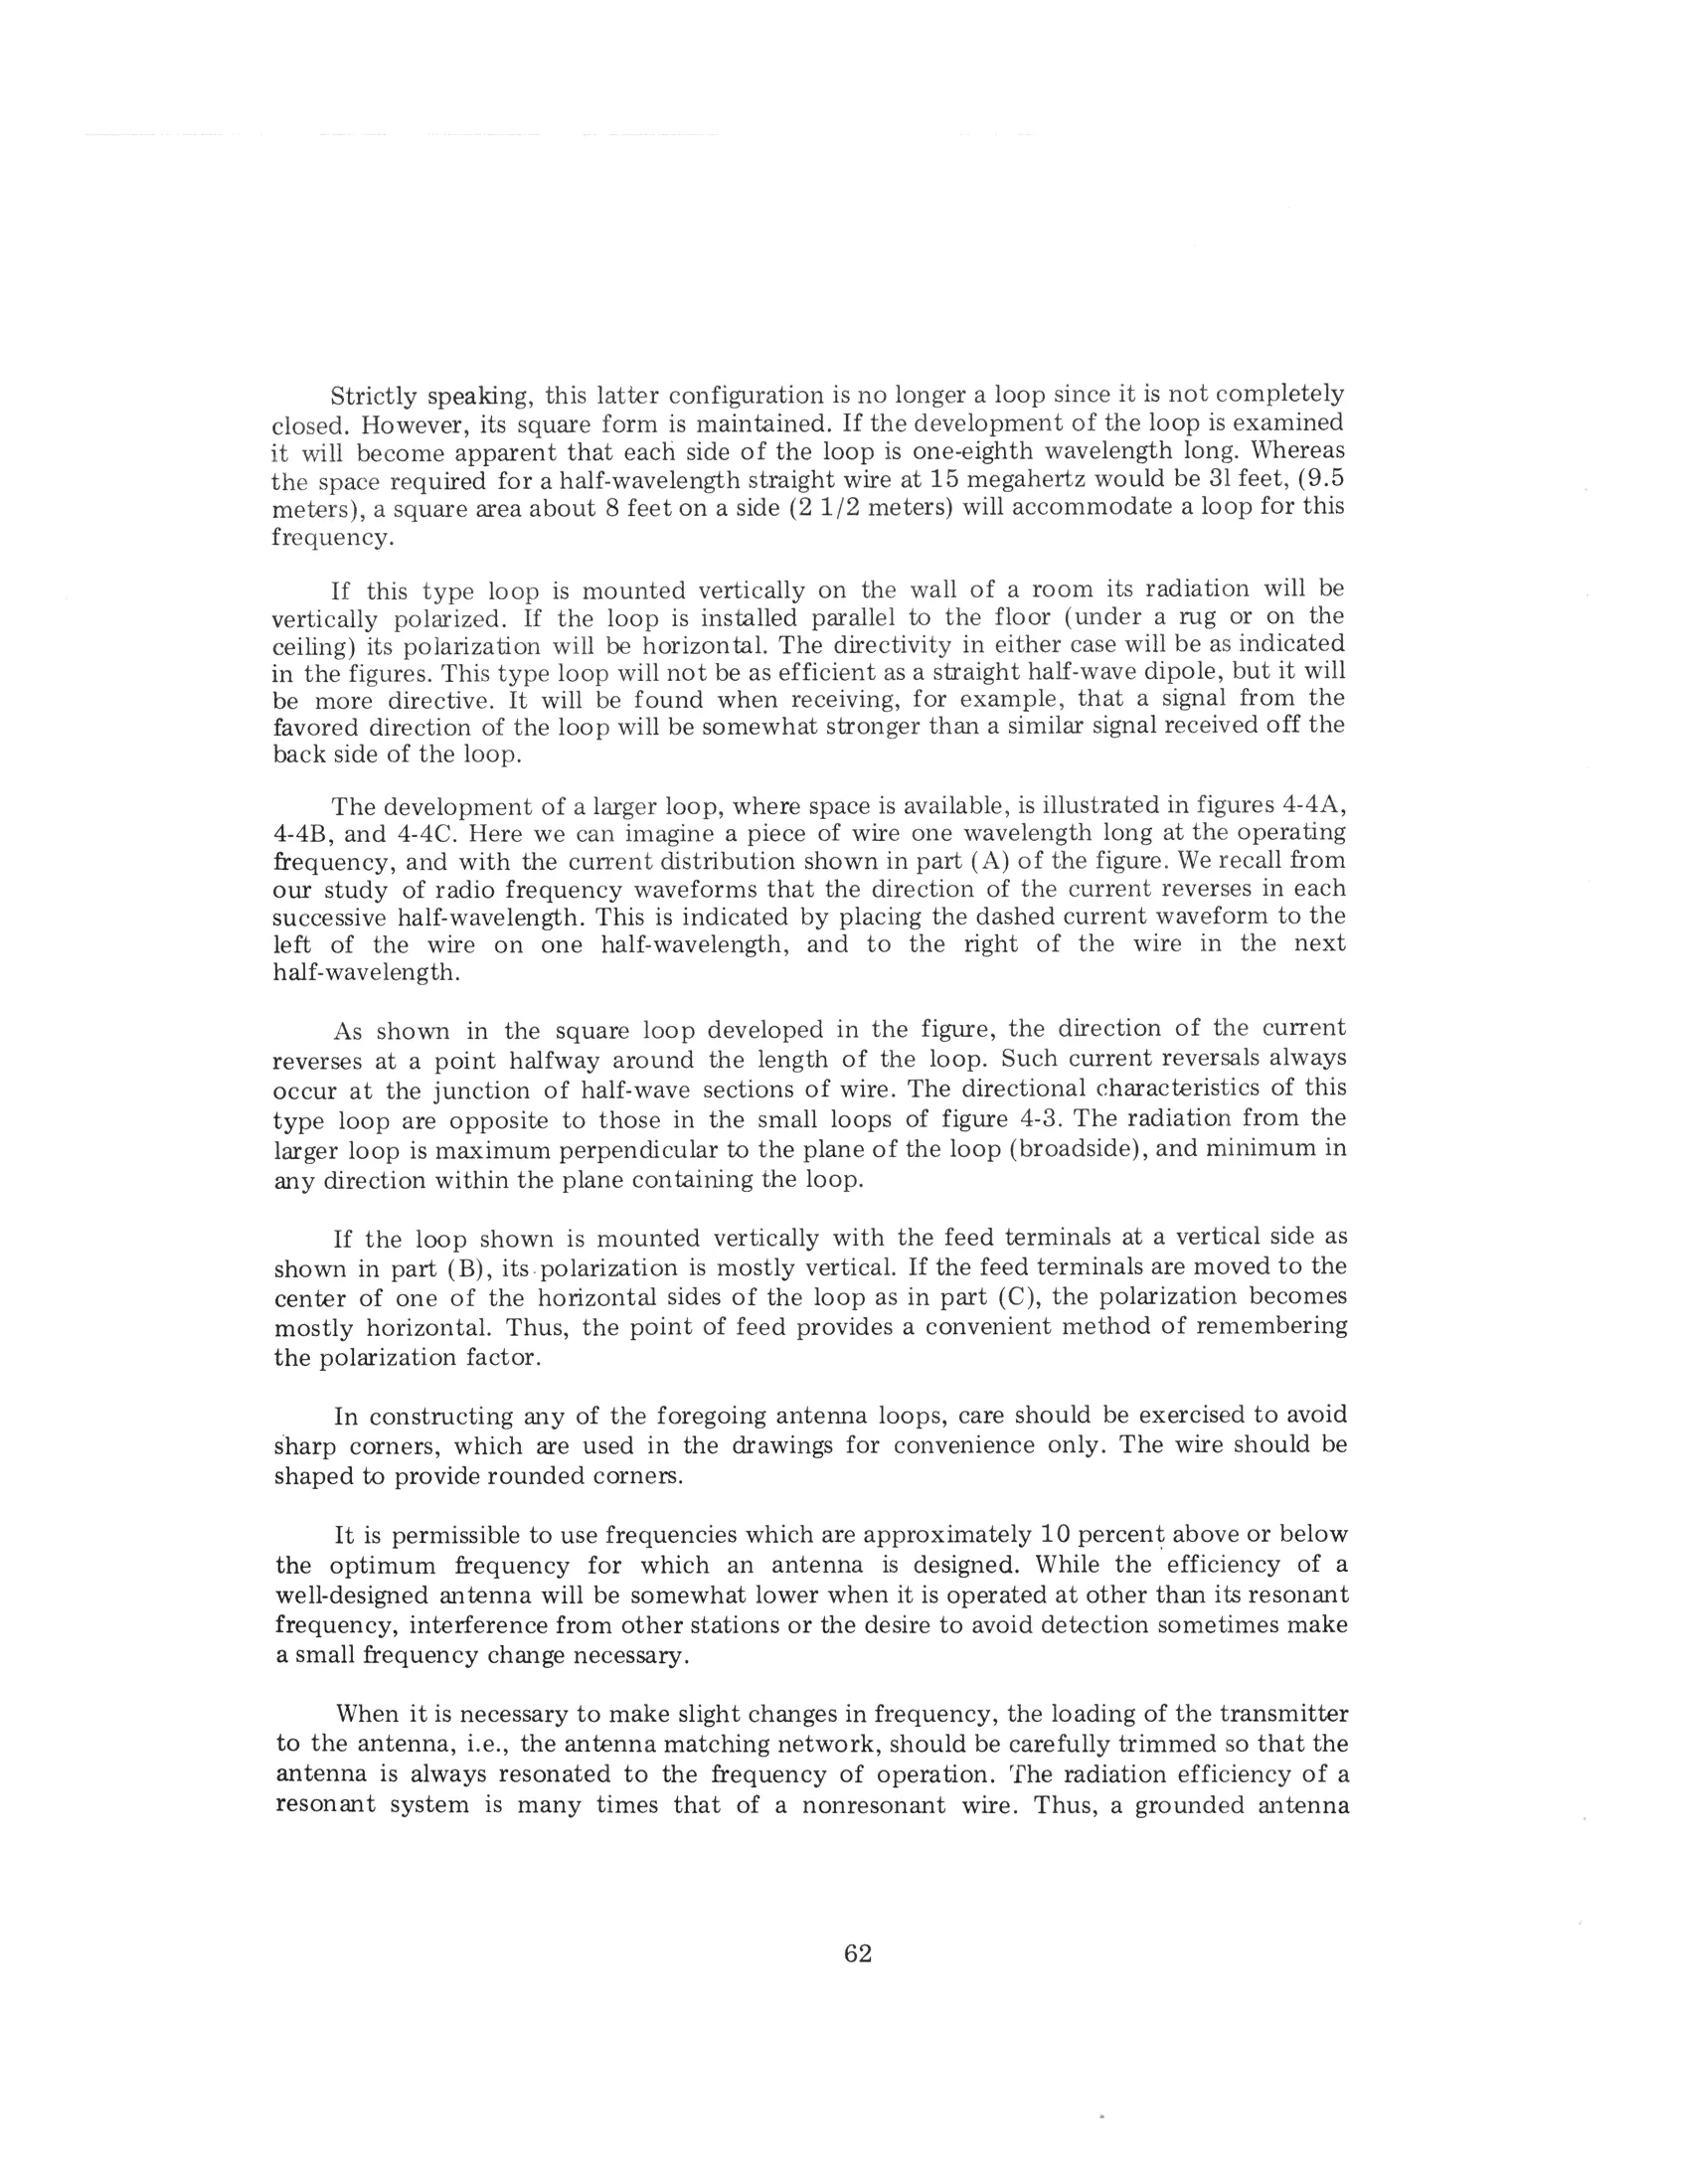 Strictly speaking, this latter configuration is no longer a loop since it is not completely
closed. However, its square form is maintained. If the development of the loop is examined
it will become apparent that each side of the loop is one-eighth wavelength long. Whereas
the space required for a half-wavelength straight wire at 15 megahertz would be 31 feet, (9.5
meters), a square area about 8 feet on a side (2 1/2 meters) will accommodate a loop for this
frequency.
If this type loop is mounted vertically on the wall of a room its radiation will be
vertically polarized. If the loop is installed parallel to the floor (under a rug or on the
ceiling) its polarization will be horizontal. The directivity in either case will be as indicated
in the figures. This type loop will not be as efficient as a straight half-wave dipole, but it will
be more directive. It will be found when receiving, for example, that a signal from the
favored direction of the loop will be somewhat stronger than a similar signal received off the
back side of the loop.
The development of a larger loop, where space is available, is illustrated in figures 4-4A,
4-4B, and 4-4C. Here we can imagine a piece of wire one wavelength long at the operating
frequency, and with the current distribution shown in part (A) of the figure. We recall from
our study of radio frequency waveforms that the direction of the current reverses in each
successive half-wavelength. This is indicated by placing the dashed current waveform to the
left of the wire on one half-wavelength, and to the right of the wire in the next
half-wavelength.
As shown in the square loop developed in the figure, the direction of the current
reverses at a point halfway around the length of the loop. Such current reversals always
occur at the junction of half-wave sections of wire. The directional characteristics of this
type loop are opposite to those in the small loops of figure 4-3. The radiation from the
larger loop is maximum perpendicular to the plane of the loop (broadside), and minimum in
any direction within the plane containing the loop.
If the loop shown is mounted vertically with the feed terminals at a vertical side as
shown in part (B), its polarization is mostly vertical. If the feed terminals are moved to the
center of one of the horizontal sides of the loop as in part (C), the polarization becomes
mostly horizontal. Thus, the point of feed provides a convenient method of remembering
the polarization factor.
In constructing any of the foregoing antenna loops, care should be exercised to avoid
sharp corners, which are used in the drawings for convenience only. The wire should be
shaped to provide rounded corners.
It is permissible to use frequencies which are approximately 10 percent above or below
the optimum frequency for which an antenna is designed. While the efficiency of a
well-designed antenna will be somewhat lower when it is operated at other than its resonant
frequency, interference from other stations or the desire to avoid detection sometimes make
a small frequency change necessary.
When it is necessary to make slight changes in frequency, the loading of the transmitter
to the antenna, i.e., the antenna matching network, should be carefully trimmed so that the
antenna is always resonated to the frequency of operation. The radiation efficiency of a
resonant system is many times that of a nonresonant wire. Thus, a grounded antenna
62